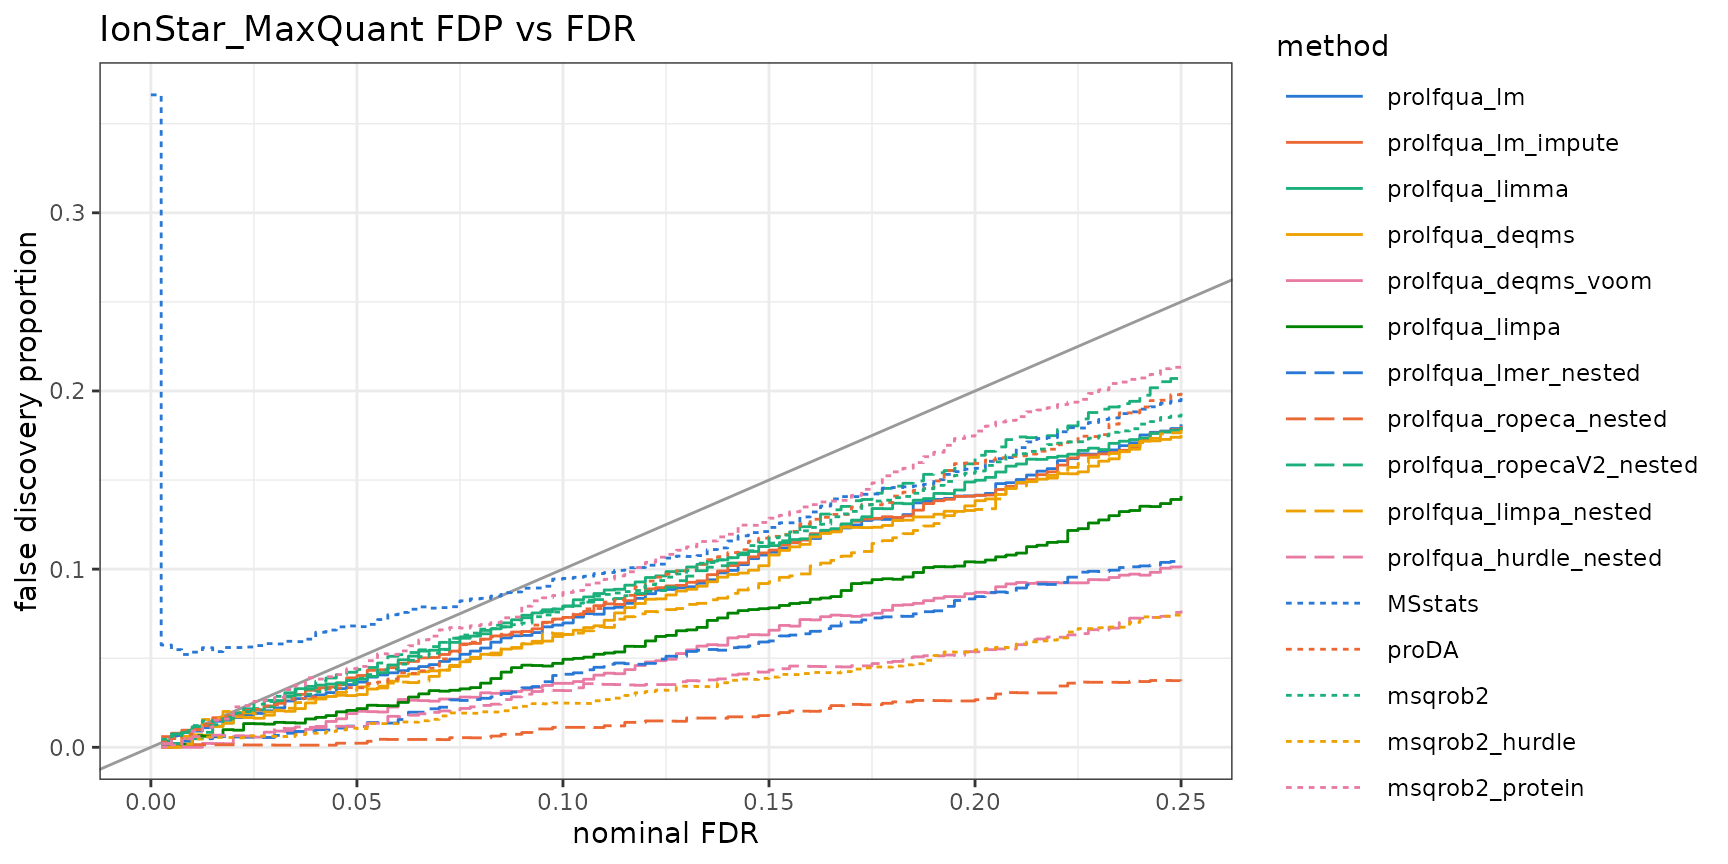 IonStar_MaxQuant FDP vs FDR
false discovery proportion
0.3
0.2
0.1
0.0
0.00 0.05 0.10 0.15 0.20 0.25
nominal FDR
method
prolfqua_lm
prolfqua_lm_impute
prolfqua_limma
prolfqua_deqms
prolfqua_deqms_voom
prolfqua_limpa
prolfqua_lmer_nested
prolfqua_ropeca_nested
prolfqua_ropecaV2_nested
prolfqua_limpa_nested
prolfqua_hurdle_nested
MSstats
proDA
msqrob2
msqrob2_hurdle
msqrob2_protein